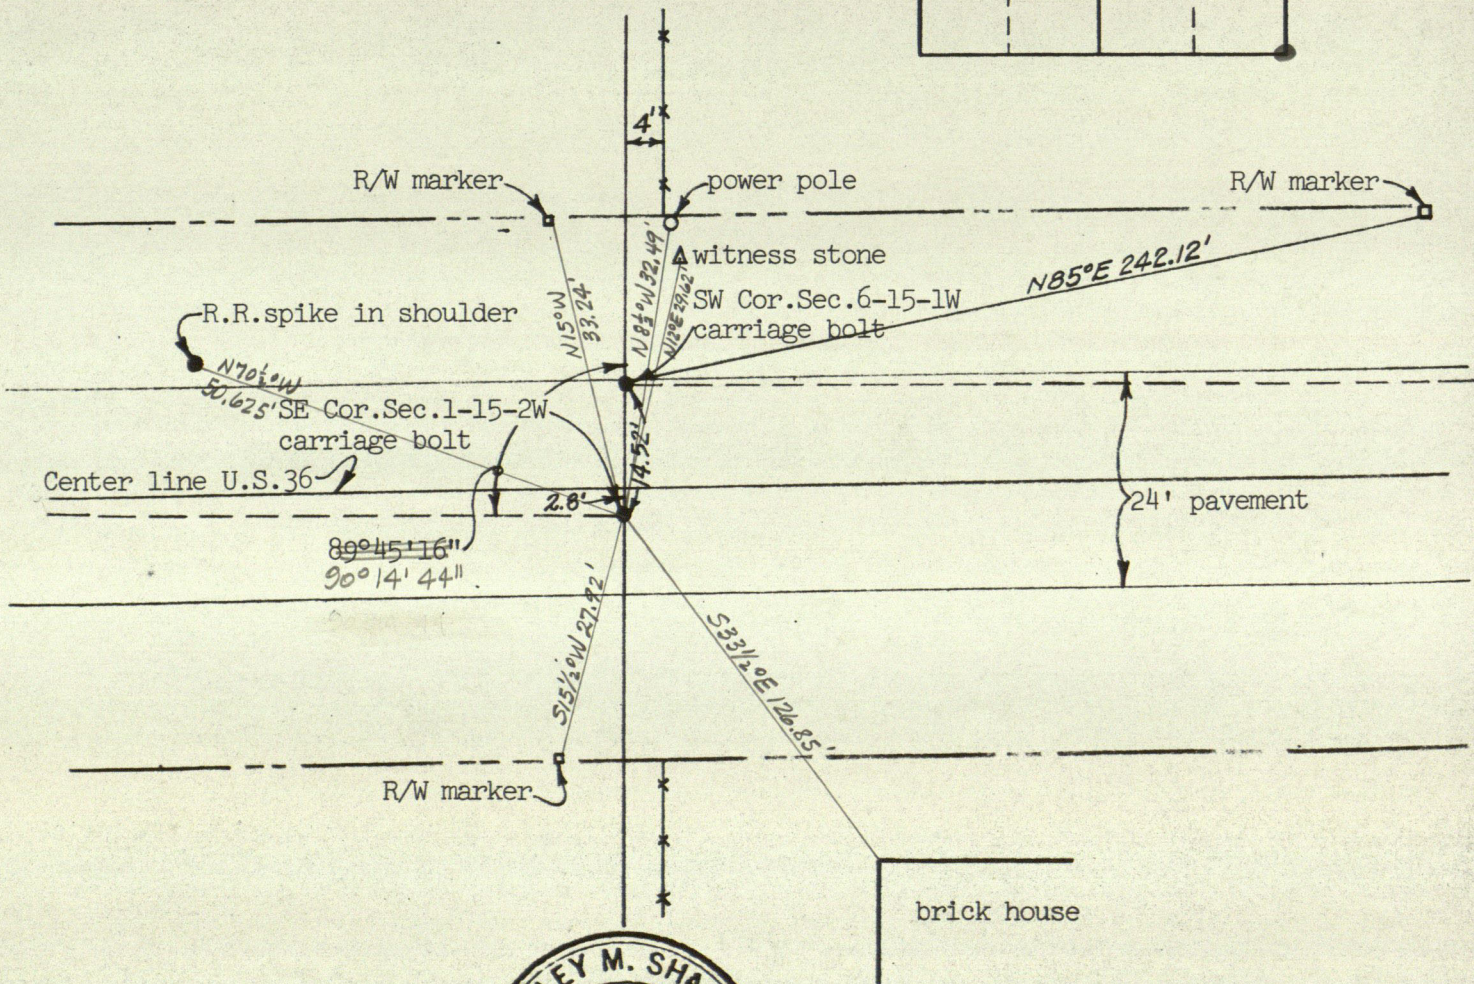 4'
R/W marker
power pole
R/W marker
N8½°W 32.49'
witness stone
N85°E 242.12'
N15°W
33.24'
N12°E 29.62'
SW Cor.Sec.6-15-1W
carriage bolt
R.R.spike in shoulder
N70½°W
50.625'
SE Cor.Sec.1-15-2W
carriage bolt
14.52'
Center line U.S.36
2.8'
24' pavement
89°45'16"
90°14'44"
S15½°W 27.92'
S33½°E 126.85'
R/W marker
brick house
LEY M. SHA